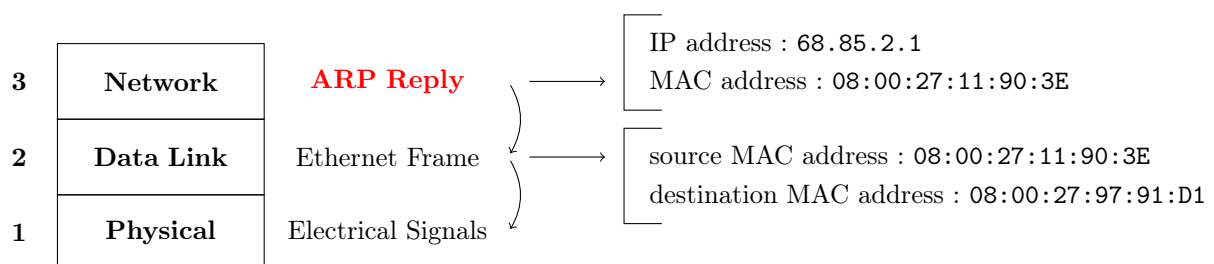 3 Network ARP Reply
IP address : 68.85.2.1
MAC address : 08:00:27:11:90:3E
2 Data Link Ethernet Frame
source MAC address : 08:00:27:11:90:3E
destination MAC address : 08:00:27:97:91:D1
1 Physical Electrical Signals